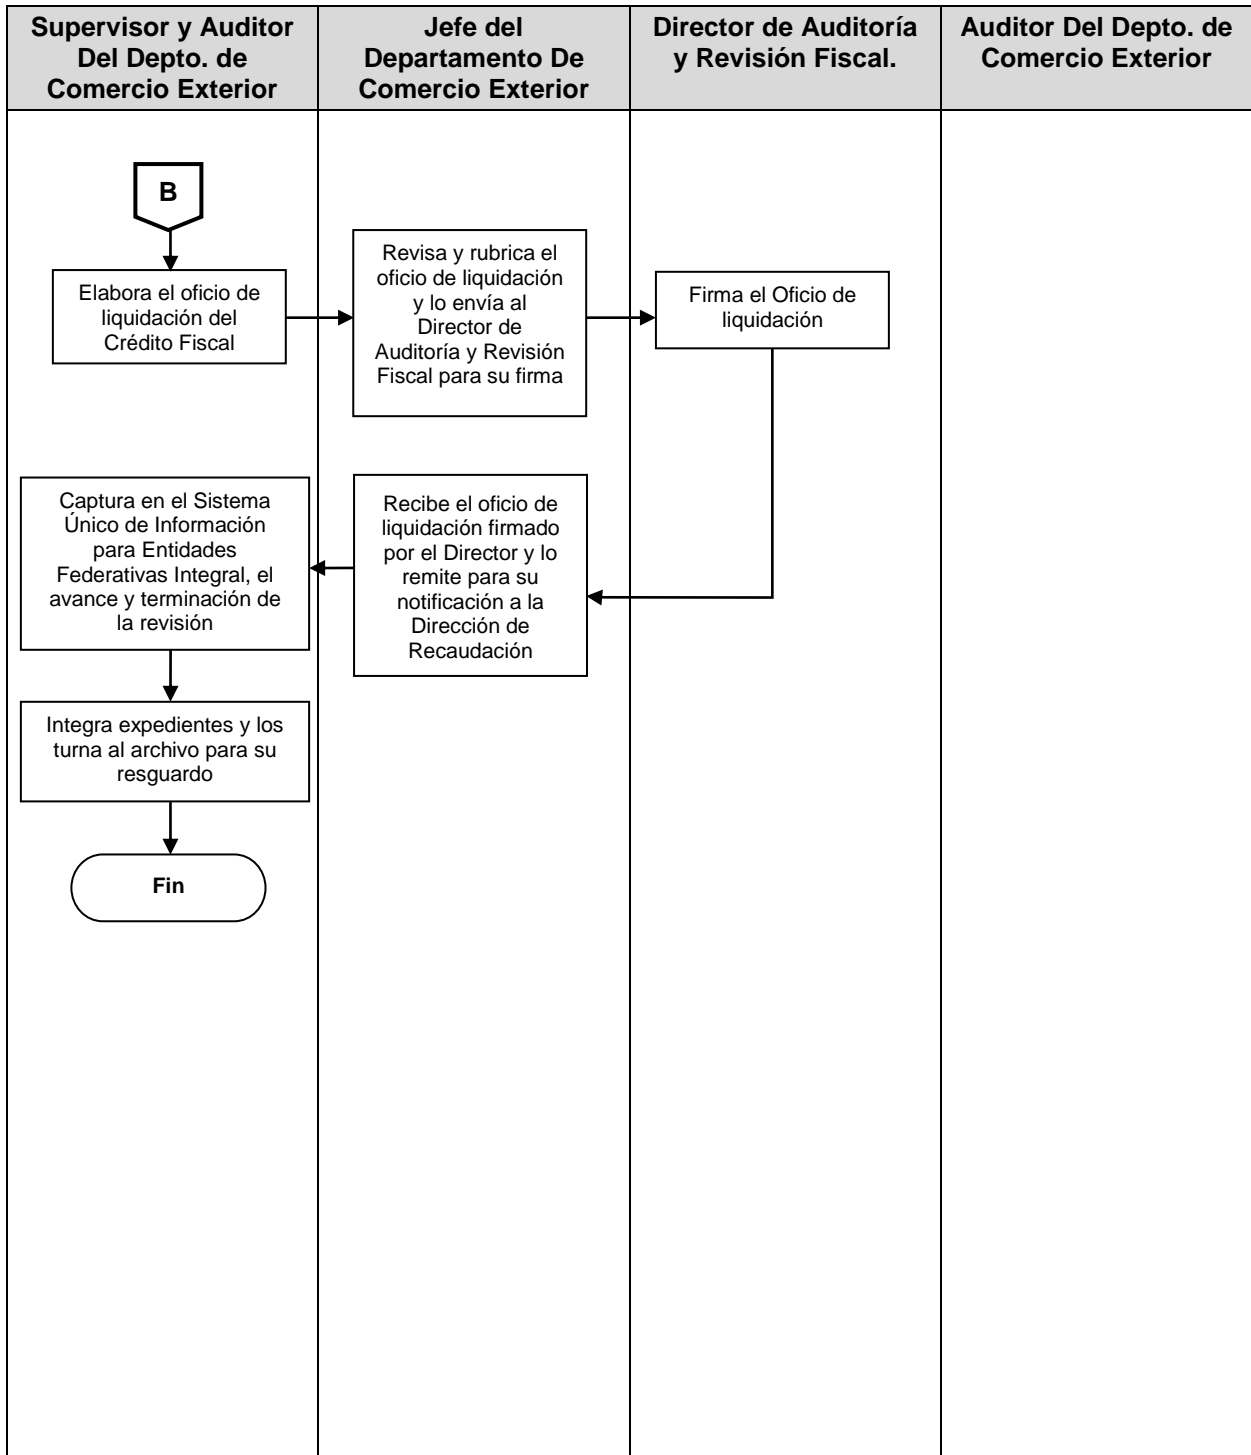 Supervisor y Auditor
Del Depto. de
Comercio Exterior
Jefe del
Departamento De
Comercio Exterior
Director de Auditoría
y Revisión Fiscal.
Auditor Del Depto. de
Comercio Exterior
B
Elabora el oficio de
liquidación del
Crédito Fiscal
Revisa y rubrica el
oficio de liquidación
y lo envía al
Director de
Auditoría y Revisión
Fiscal para su firma
Firma el Oficio de
liquidación
Recibe el oficio de
liquidación firmado
por el Director y lo
remite para su
notificación a la
Dirección de
Recaudación
Captura en el Sistema
Único de Información
para Entidades
Federativas Integral, el
avance y terminación de
la revisión
Integra expedientes y los
turna al archivo para su
resguardo
Fin